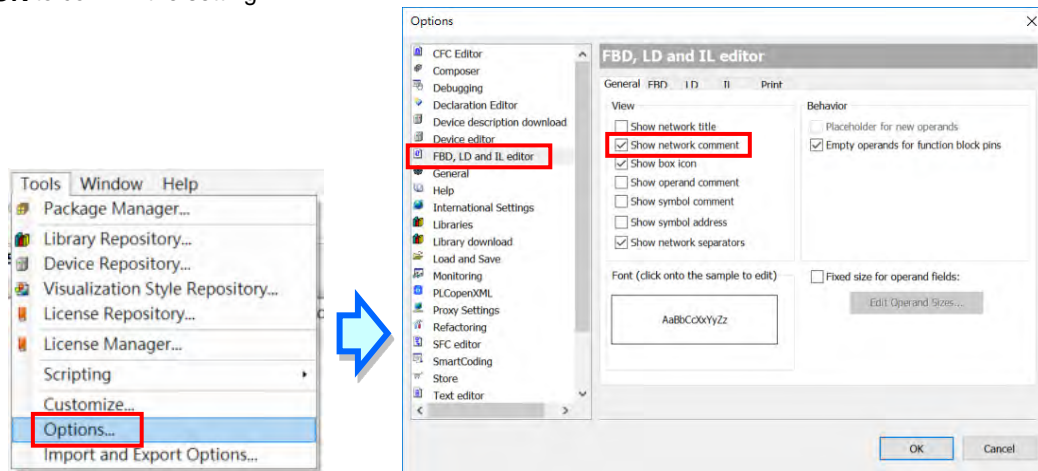 Options
CFC Editor
Composer
Debugging
Declaration Editor
Device description download
Device editor
FBD, LD and IL editor
General
Help
International Settings
Libraries
Library download
Load and Save
Monitoring
PLCopenXML
Proxy Settings
Refactoring
SFC editor
SmartCoding
Store
Text editor
FBD, LD and IL editor
General FBD LD IL Print
View
Show network title
Show network comment
Show box icon
Show operand comment
Show symbol comment
Show symbol address
Show network separators
Behavior
Placeholder for new operands
Empty operands for function block pins
Font (click onto the sample to edit)
AaBbCcXxYyZz
Fixed size for operand fields:
Edit Operand Sizes...
OK Cancel
Tools Window Help
Package Manager...
Library Repository...
Device Repository...
Visualization Style Repository...
License Repository...
License Manager...
Scripting
Customize...
Options...
Import and Export Options...